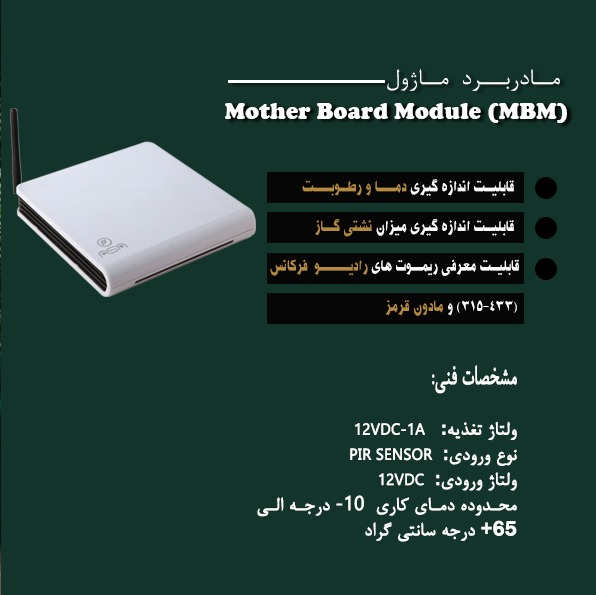 مادربرد ماژول
Mother Board Module (MBM)
قابلیت اندازه گیری دما و رطوبت
قابلیت اندازه گیری میزان نشتی گاز
قابلیت معرفی ریموت های رادیو فرکانس
(۳۱۵-۴۳۳) و مادون قرمز
مشخصات فنی:
ولتاژ تغذیه: 12VDC-1A
نوع ورودی: PIR SENSOR
ولتاژ ورودی: 12VDC
محدوده دمای کاری 10- درجه الی
65+ درجه سانتی گراد